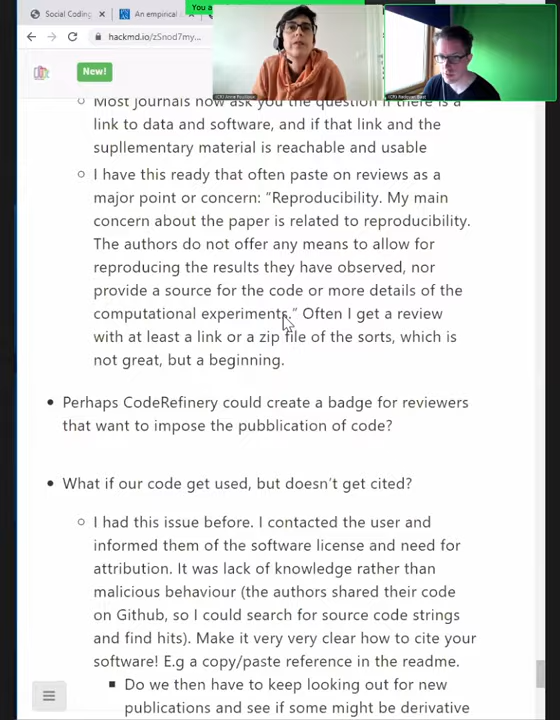 You a
Social Coding
An empirical
hackmd.io/zSnod7my...
New!
Most journals now ask you the question if there is a
link to data and software, and if that link and the
supllementary material is reachable and usable
I have this ready that often paste on reviews as a
major point or concern: “Reproducibility. My main
concern about the paper is related to reproducibility.
The authors do not offer any means to allow for
reproducing the results they have observed, nor
provide a source for the code or more details of the
computational experiments.” Often I get a review
with at least a link or a zip file of the sorts, which is
not great, but a beginning.
Perhaps CodeRefinery could create a badge for reviewers
that want to impose the pubblication of code?
What if our code get used, but doesn’t get cited?
I had this issue before. I contacted the user and
informed them of the software license and need for
attribution. It was lack of knowledge rather than
malicious behaviour (the authors shared their code
on Github, so I could search for source code strings
and find hits). Make it very very clear how to cite your
software! E.g a copy/paste reference in the readme.
Do we then have to keep looking out for new
publications and see if some might be derivative